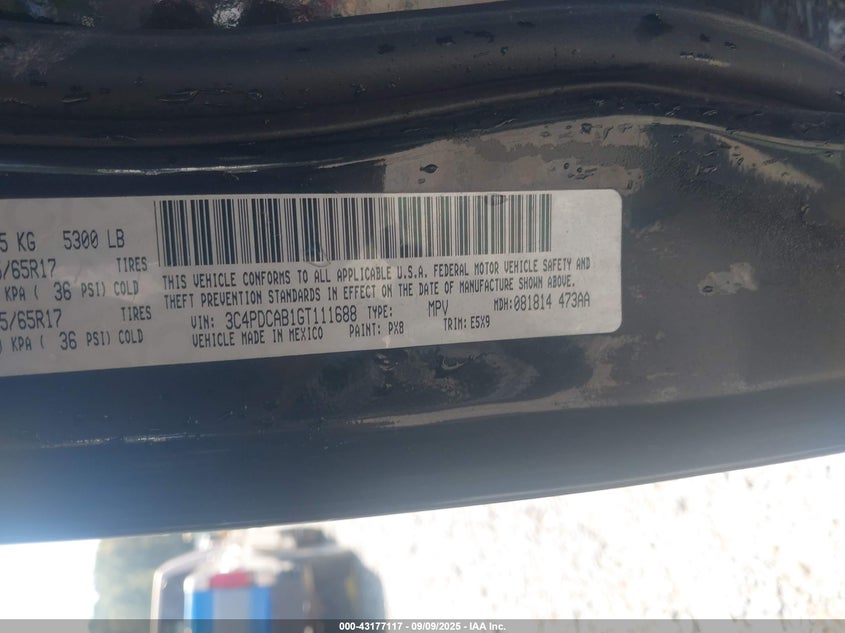 5 KG 5300 LB
/65R17 TIRES
KPA ( 36 PSI) COLD
5/65R17 TIRES
KPA ( 36 PSI) COLD
THIS VEHICLE CONFORMS TO ALL APPLICABLE U.S.A. FEDERAL MOTOR VEHICLE SAFETY AND
THEFT PREVENTION STANDARDS IN EFFECT ON THE DATE OF MANUFACTURE SHOWN ABOVE.
VIN: 3C4PDCAB1GT111688 TYPE: MPV MDH: 081814 473AA
VEHICLE MADE IN MEXICO PAINT: PX8 TRIM: E5X9
000-43177117 - 09/09/2025 - IAA Inc.